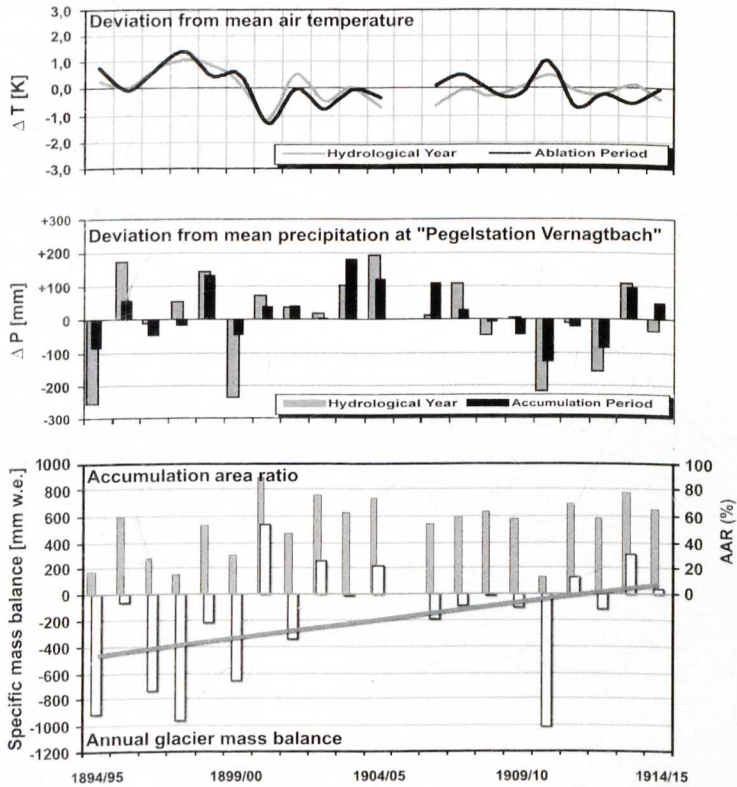 Deviation from mean air temperature
3,0
2,0
1,0
0,0
-1,0
-2,0
-3,0
Δ T [K]
Hydrological Year Ablation Period
Deviation from mean precipitation at "Pegelstation Vernagtbach"
+300
+200
+100
0
-100
-200
-300
Δ P [mm]
Hydrological Year Accumulation Period
Accumulation area ratio
1000
800
600
400
200
0
-200
-400
-600
-800
-1000
-1200
Specific mass balance [mm w.e.]
100
80
60
40
20
0
AAR (%)
Annual glacier mass balance
1894/95 1899/00 1904/05 1909/10 1914/15